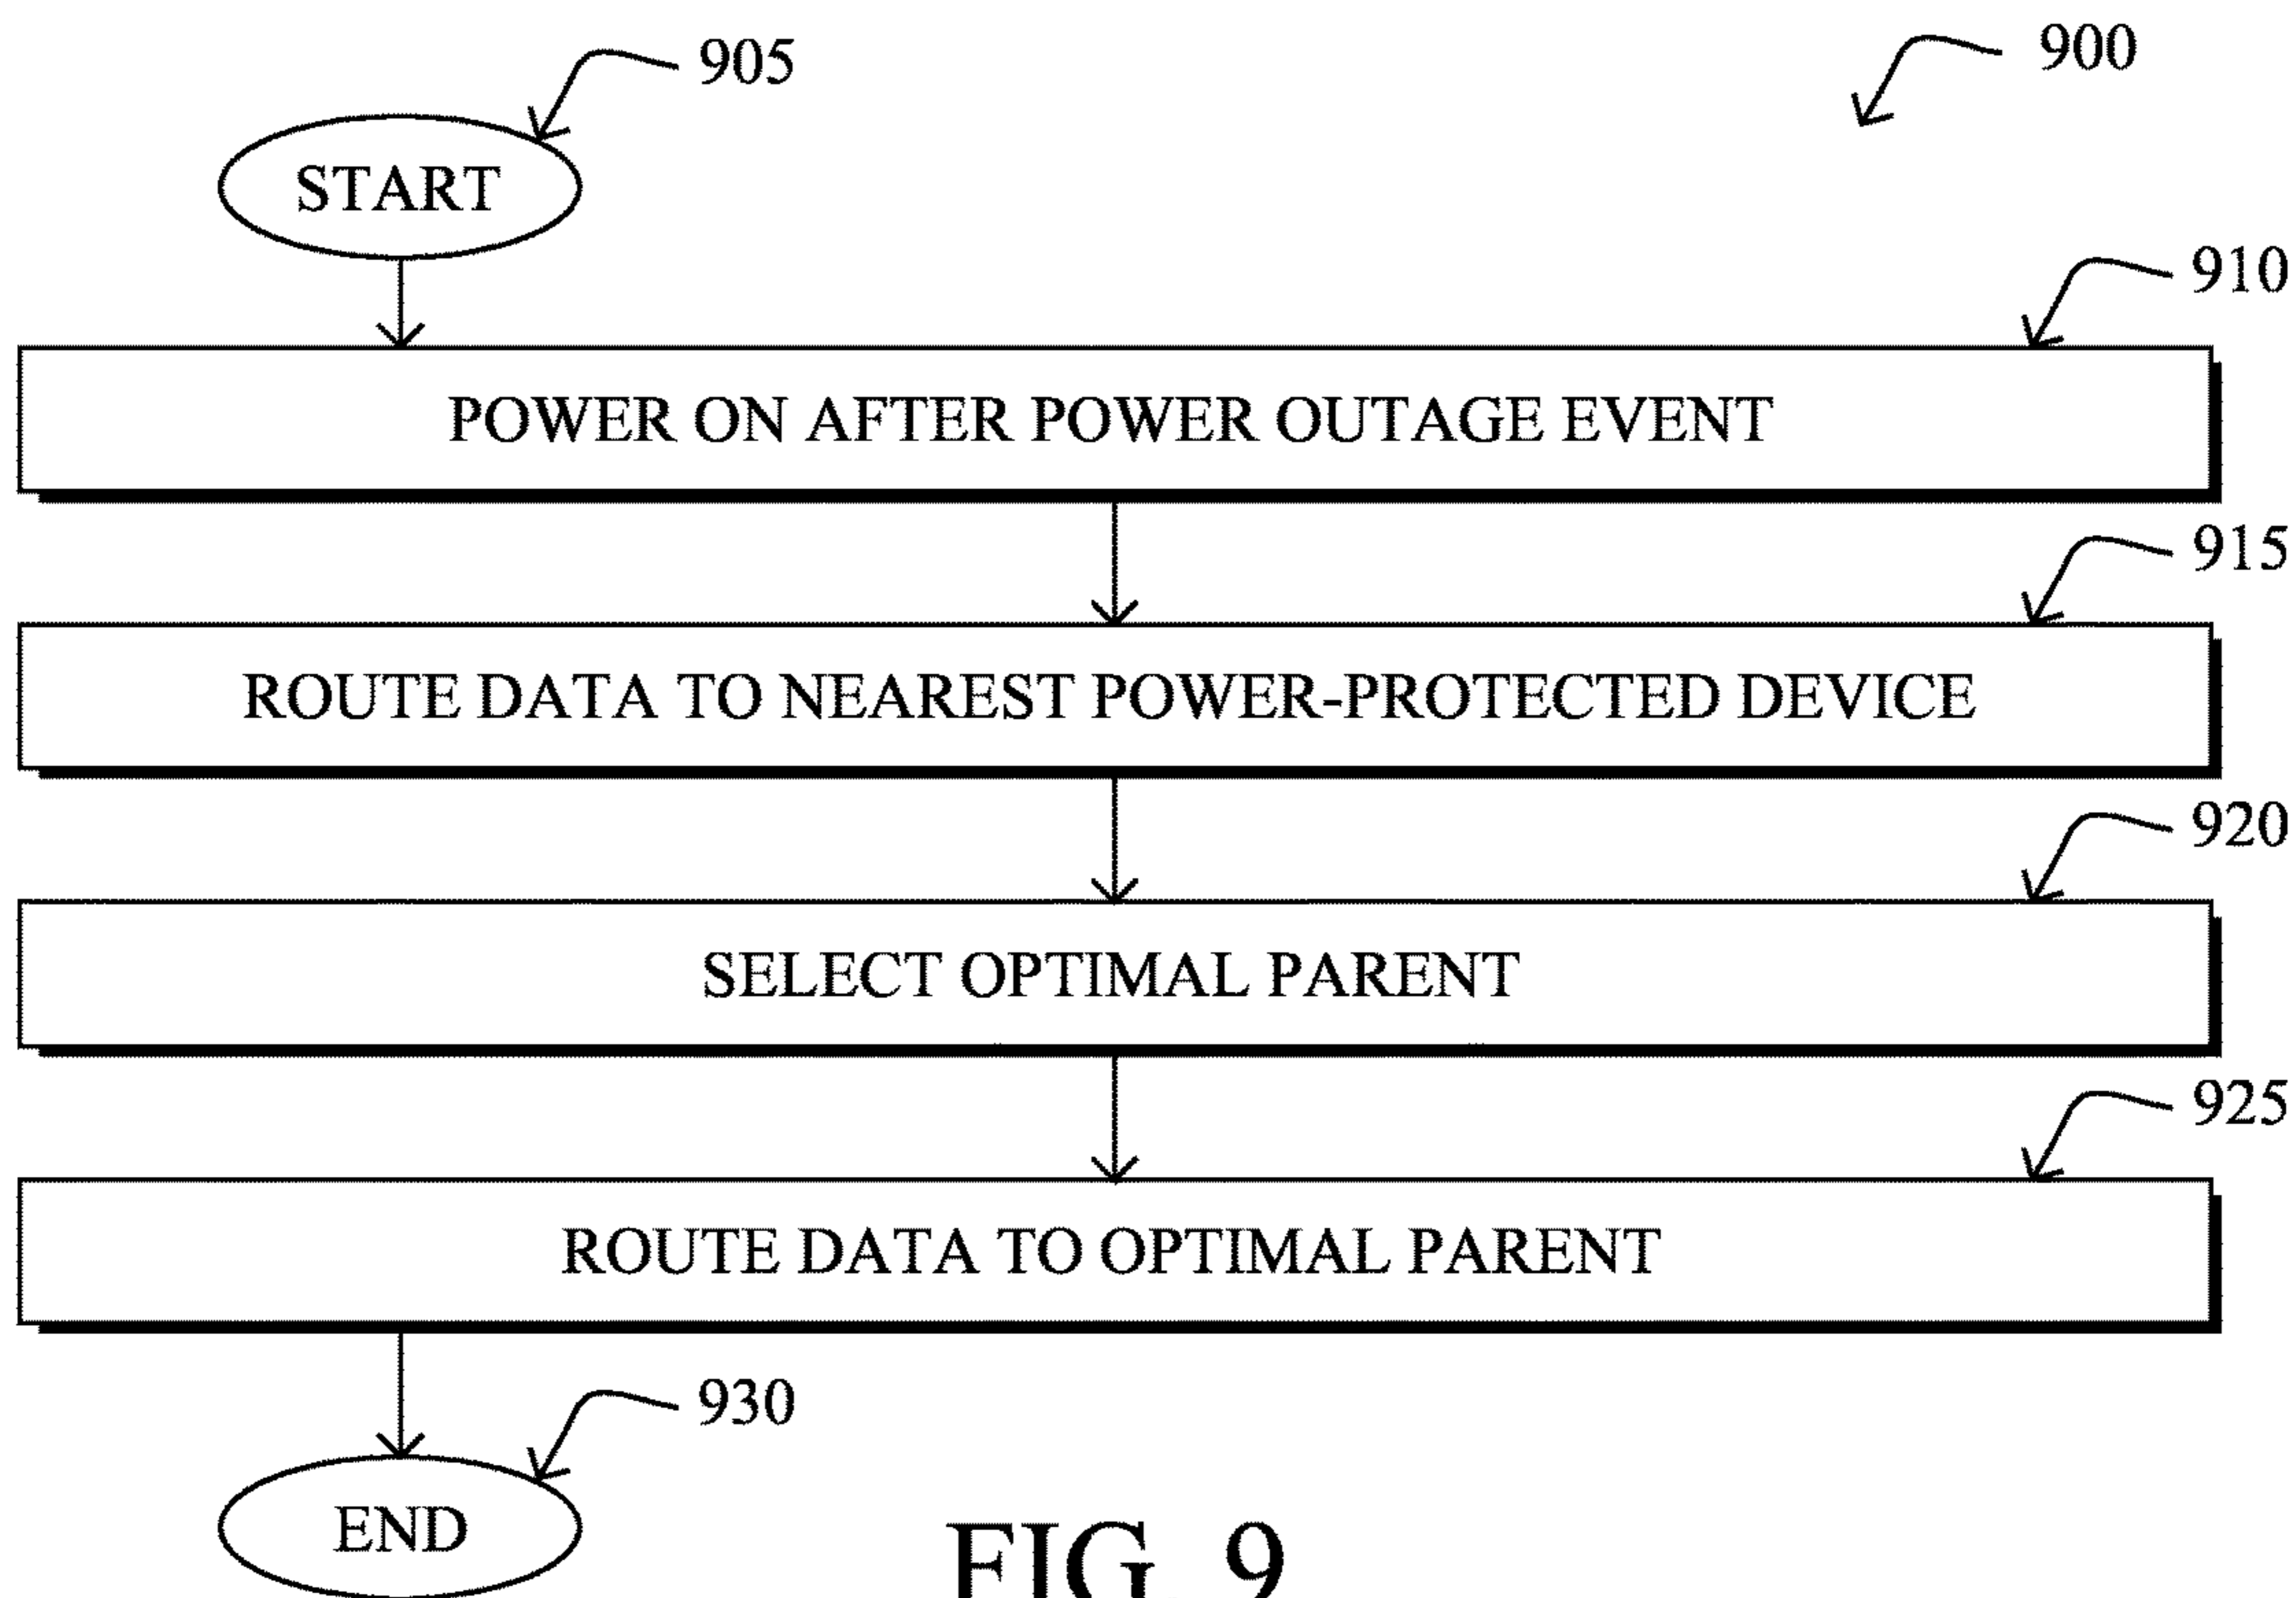 905
900
START
910
POWER ON AFTER POWER OUTAGE EVENT
915
ROUTE DATA TO NEAREST POWER-PROTECTED DEVICE
920
SELECT OPTIMAL PARENT
925
ROUTE DATA TO OPTIMAL PARENT
930
END
FIG. 9